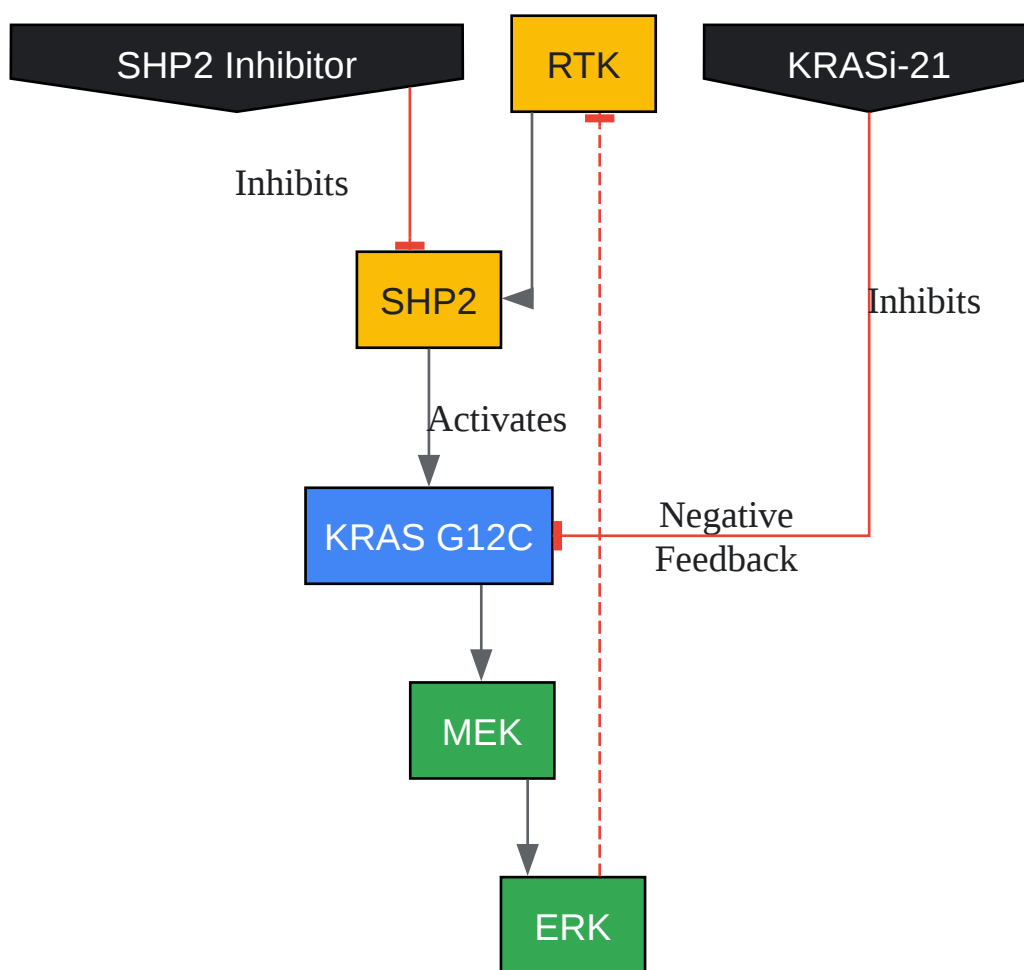 SHP2 Inhibitor
RTK
KRASi-21
Inhibits
SHP2
Inhibits
Activates
KRAS G12C
Negative
Feedback
MEK
ERK